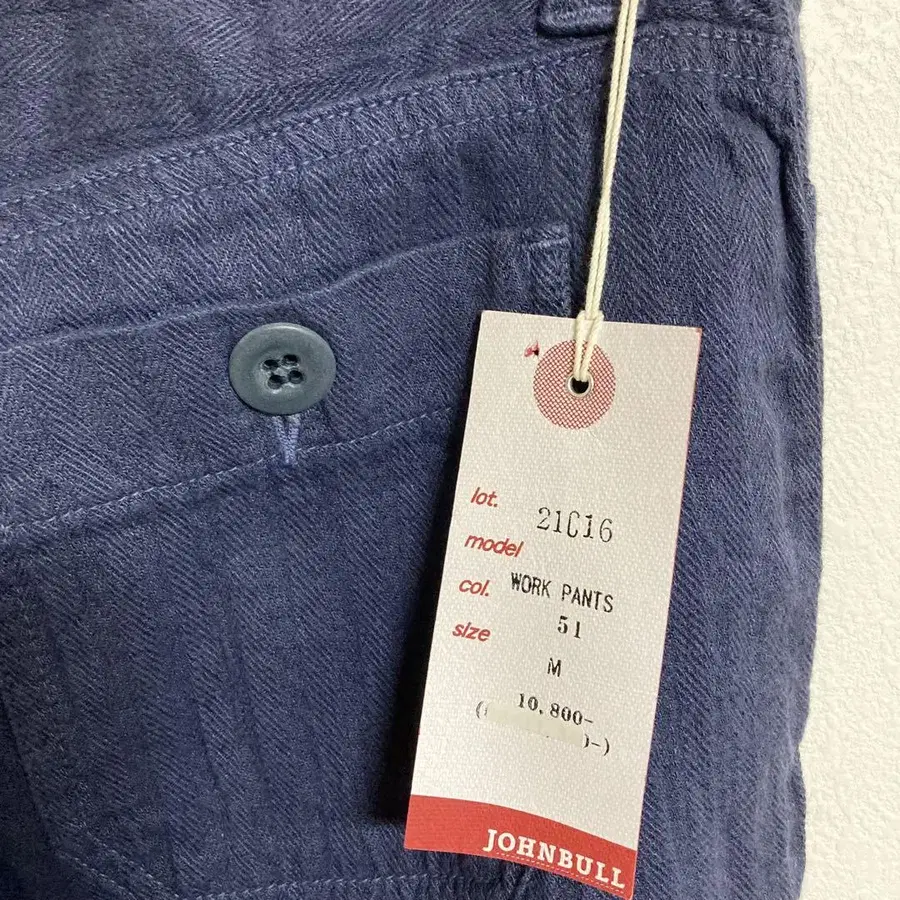 lot. 21C16
model
col. WORK PANTS
size 51
M
10,800-
JOHNBULL